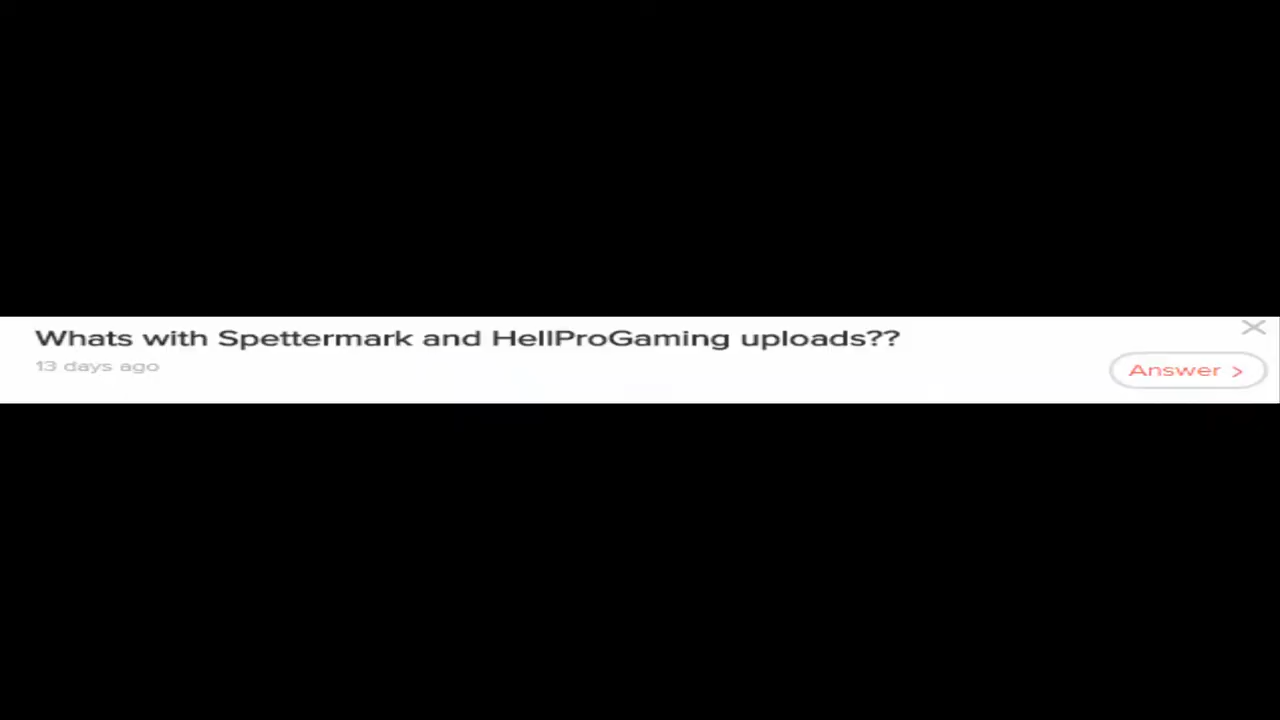 Whats with Spettermark and HellProGaming uploads??
13 days ago
Answer >